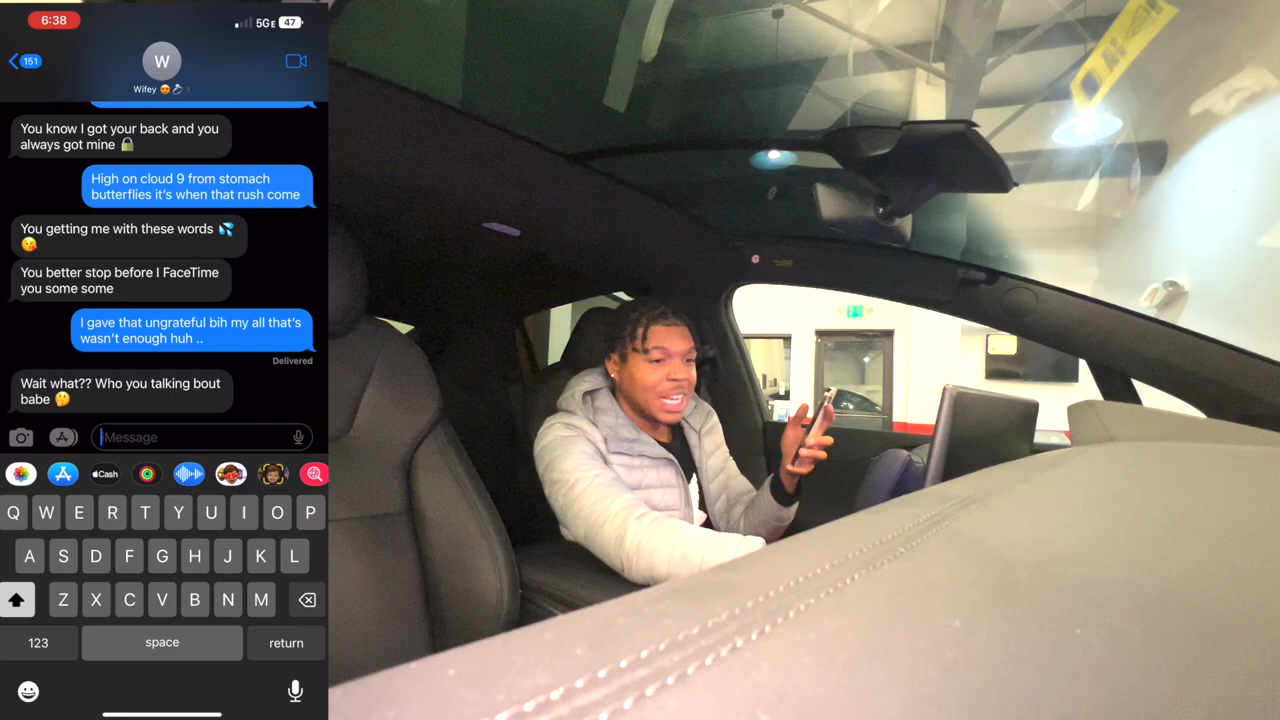 6:38
5GE 47
151
W
Wifey 😍 💍
You know I got your back and you
always got mine 🔒
High on cloud 9 from stomach
butterflies it's when that rush come
You getting me with these words 💦
😘
You better stop before I FaceTime
you some some
I gave that ungrateful bih my all that's
wasn't enough huh ..
Delivered
Wait what?? Who you talking bout
babe 🤔
iMessage
Cash
Q W E R T Y U I O P
A S D F G H J K L
Z X C V B N M
123 space return